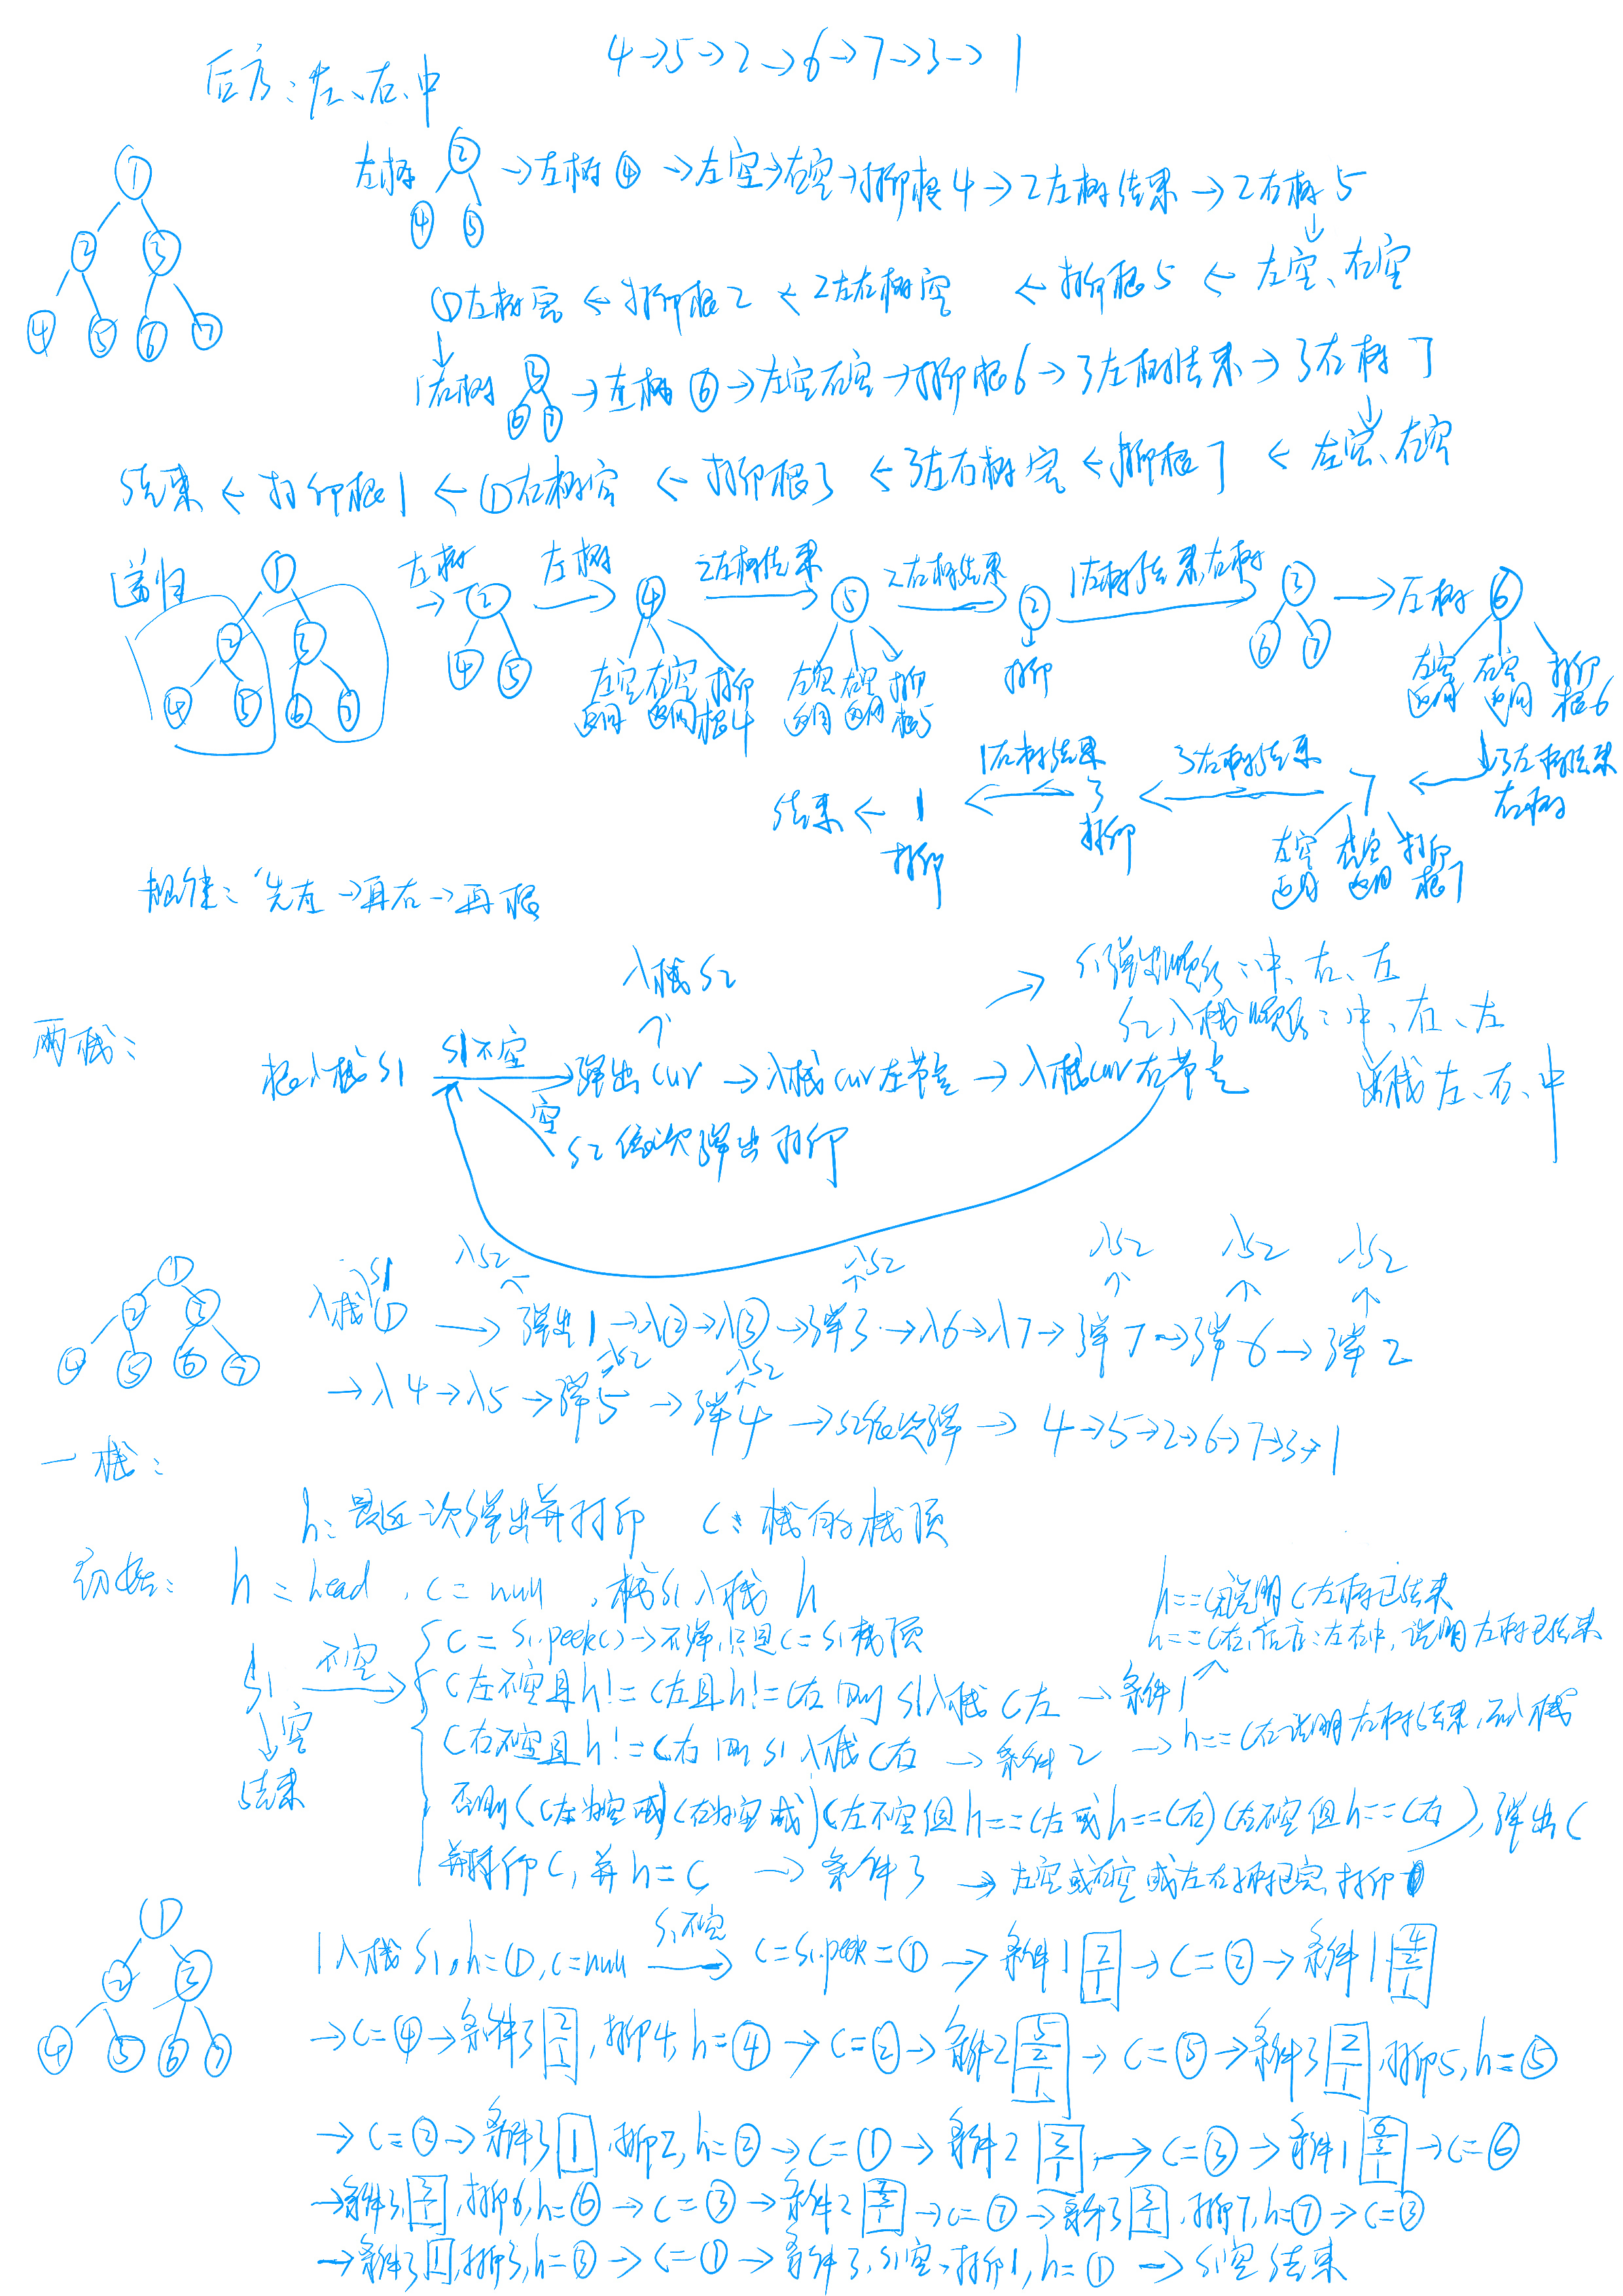 后序：左、右、中 4→5→2→6→7→3→1
①
② ③
④ ⑤ ⑥ ⑦
左树 ② →左树④→左空→右空→打印根4→2左树结束→2右树5
④ ⑤
↓
①左树完←打印根2←2左右树完←打印根5←左空、右空
↓
1右树 ③ →左树⑥→左空右空→打印根6→3左树结束→3右树7
⑥ ⑦
↓
结束←打印根1←①右树完←打印根3←3左右树完←打印根7←左空、右空
递归 ① 左树→② 左树→④ 2左树结束→⑤ 2右树结束→② 1左树结束,右树→③→左树⑥
② ③
④ ⑤ ⑥ ⑦
④ ⑤
左空返回 右空返回 打印根4
左空返回 右空返回 打印根5
打印
⑥ ⑦
左空返回 右空返回 打印根6
结束←1←1右树结束 3←3右树结束 7←3左树结束 右树
打印 打印
左空返回 右空返回 打印根7
规律：先左→再右→再根
入栈S2 → S1弹出顺序：中、右、左
↑ S2入栈顺序：中、右、左
两栈：
根入栈S1 S1不空→弹出cur→入栈cur左节点→入栈cur右节点
出栈左、右、中
空 S2依次弹出打印
①
② ③
④ ⑤ ⑥ ⑦
入S2 入S2 入S2 入S2 入S2
入栈S1①→弹出1→入②→入③→弹3→入6→入7→弹7→弹6→弹2
入S2 入S2
→入4→入5→弹5→弹4→S2依次弹→4→5→2→6→7→3→1
一栈：
h：最近一次弹出并打印 c：栈的栈顶
初始：h=head，c=null，栈S1入栈h
h==c左说明c左树已结束
h==c右,后序：左右中,说明左树已结束
c=S1.peek()→不弹,只是c=S1栈顶
S1 不空→ c左不空且h!=c左且h!=c右 则S1入栈c左→条件1
↓空
c右不空且h!=c右 则S1入栈c右→条件2→h==c右说明右树结束,不入栈
结束
否则(c左为空或)(右为空或)(左不空但h==c左或h==c右)(右不空但h==c右),弹出c
并打印c,并h=c→条件3→左空或右空或左右打印完,打印
①
② ③
④ ⑤ ⑥ ⑦
1入栈S1,h=①,c=null S1不空→c=S1.peek=①→条件1 2 1→c=②→条件1 4 2 1
→c=④→条件3 2 1,打印4,h=④→c=②→条件2 5 2 1→c=⑤→条件3 2 1,打印5,h=⑤
→c=②→条件3 1,打印2,h=②→c=①→条件2 3 1→c=③→条件1 6 3 1→c=⑥
→条件3 3 1,打印6,h=⑥→c=③→条件2 7 3 1→c=⑦→条件3 3 1,打印7,h=⑦→c=③
→条件3 1,打印3,h=③→c=①→条件3,S1空,打印1,h=①→S1空结束